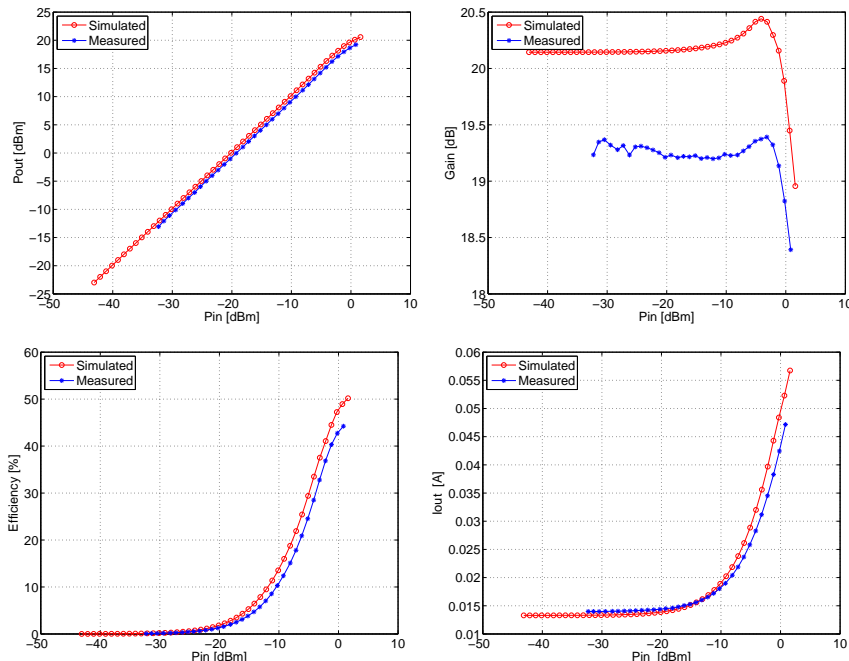 25
20
15
10
5
0
−5
−10
−15
−20
−25
Pout [dBm]
Simulated
Measured
−50 −40 −30 −20 −10 0 10
Pin [dBm]
20.5
20
19.5
19
18.5
18
Gain [dB]
Simulated
Measured
−50 −40 −30 −20 −10 0 10
Pin [dBm]
60
50
40
30
20
10
0
Efficiency [%]
Simulated
Measured
−50 −40 −30 −20 −10 0 10
Pin [dBm]
0.06
0.055
0.05
0.045
0.04
0.035
0.03
0.025
0.02
0.015
0.01
Iout [A]
Simulated
Measured
−50 −40 −30 −20 −10 0 10
Pin [dBm]